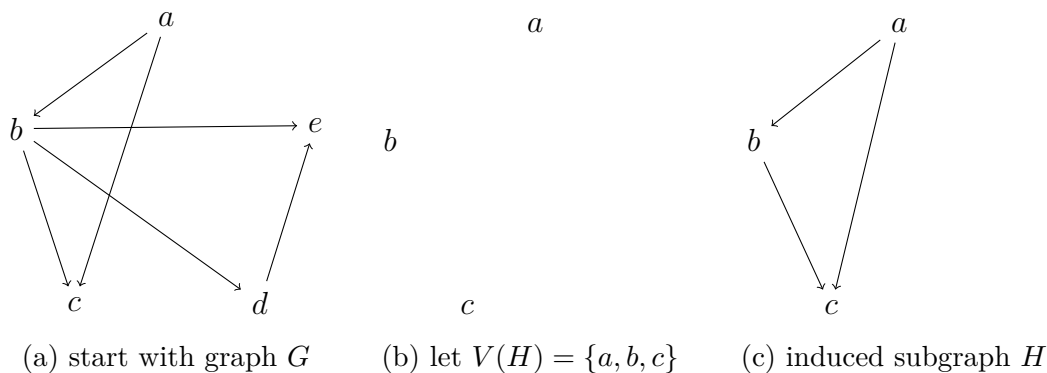 a
b
e
c
d
(a) start with graph G
a
b
c
(b) let V(H) = {a, b, c}
a
b
c
(c) induced subgraph H